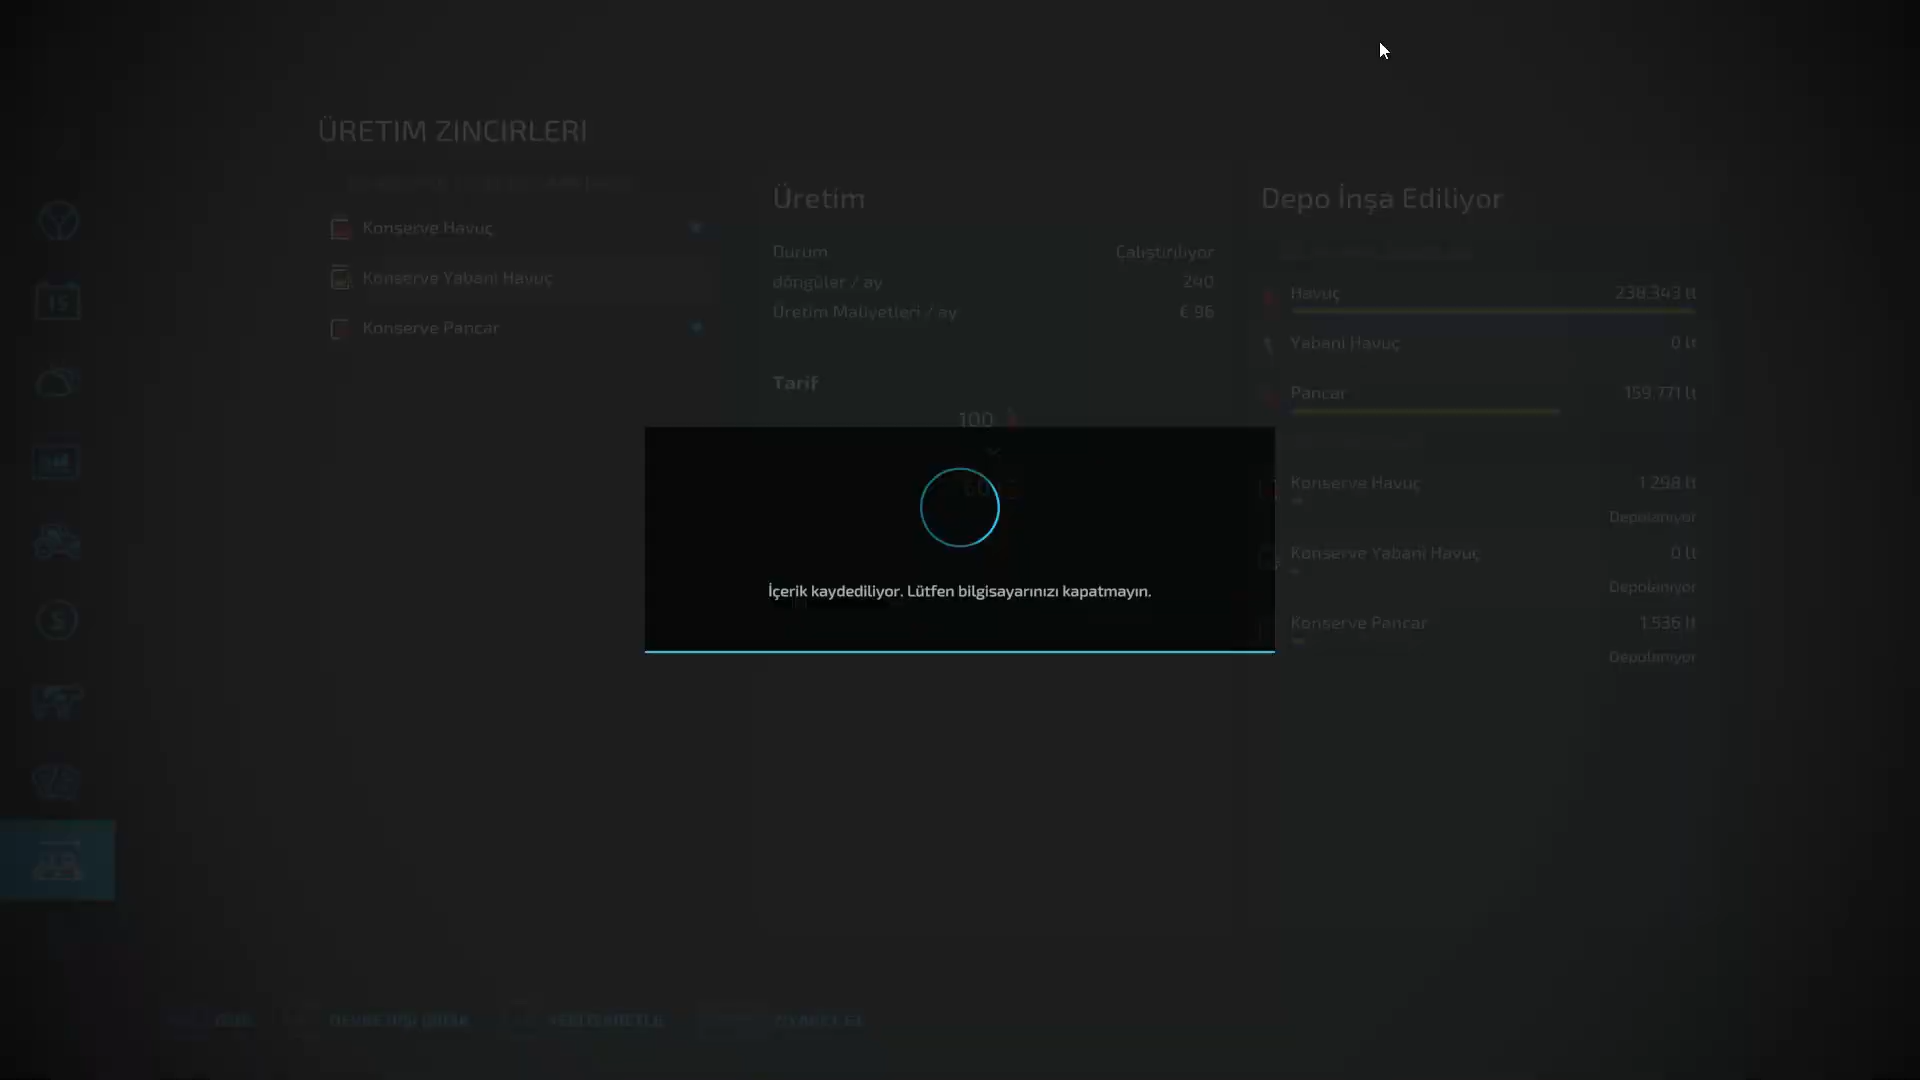 ÜRETIM ZINCIRLERI
Konserve Havuç
Konserve Yabani Havuç
Konserve Pancar
Üretim
Durum Çalıştırılıyor
döngüler / ay 240
Üretim Maliyetleri / ay € 96
Tarif
100
60
İçerik kaydediliyor. Lütfen bilgisayarınızı kapatmayın.
Depo İnşa Ediliyor
Havuç 238.343 lt
Yabani Havuç 0 lt
Pancar 159.771 lt
Konserve Havuç 1.298 lt
Depolanıyor
Konserve Yabani Havuç 0 lt
Depolanıyor
Konserve Pancar 1.536 lt
Depolanıyor
15